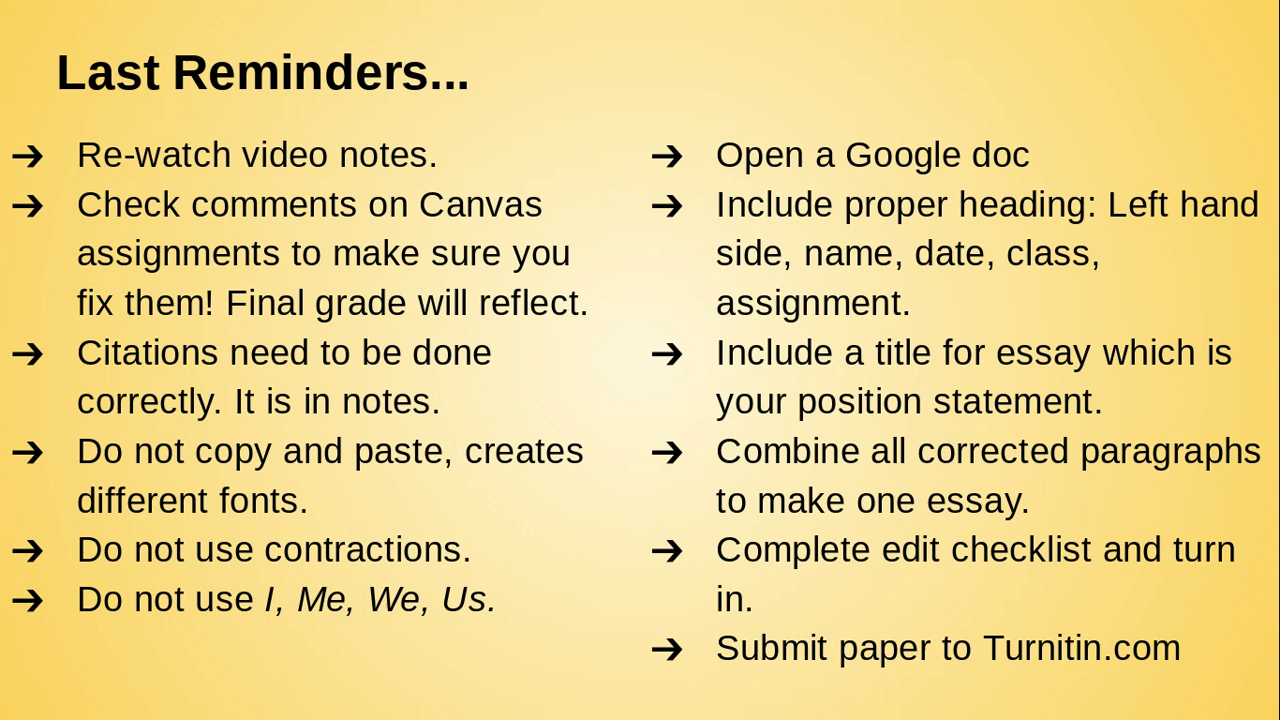 Last Reminders...
➔ Re-watch video notes.
➔ Check comments on Canvas
assignments to make sure you
fix them! Final grade will reflect.
➔ Citations need to be done
correctly. It is in notes.
➔ Do not copy and paste, creates
different fonts.
➔ Do not use contractions.
➔ Do not use I, Me, We, Us.
➔ Open a Google doc
➔ Include proper heading: Left hand
side, name, date, class,
assignment.
➔ Include a title for essay which is
your position statement.
➔ Combine all corrected paragraphs
to make one essay.
➔ Complete edit checklist and turn
in.
➔ Submit paper to Turnitin.com